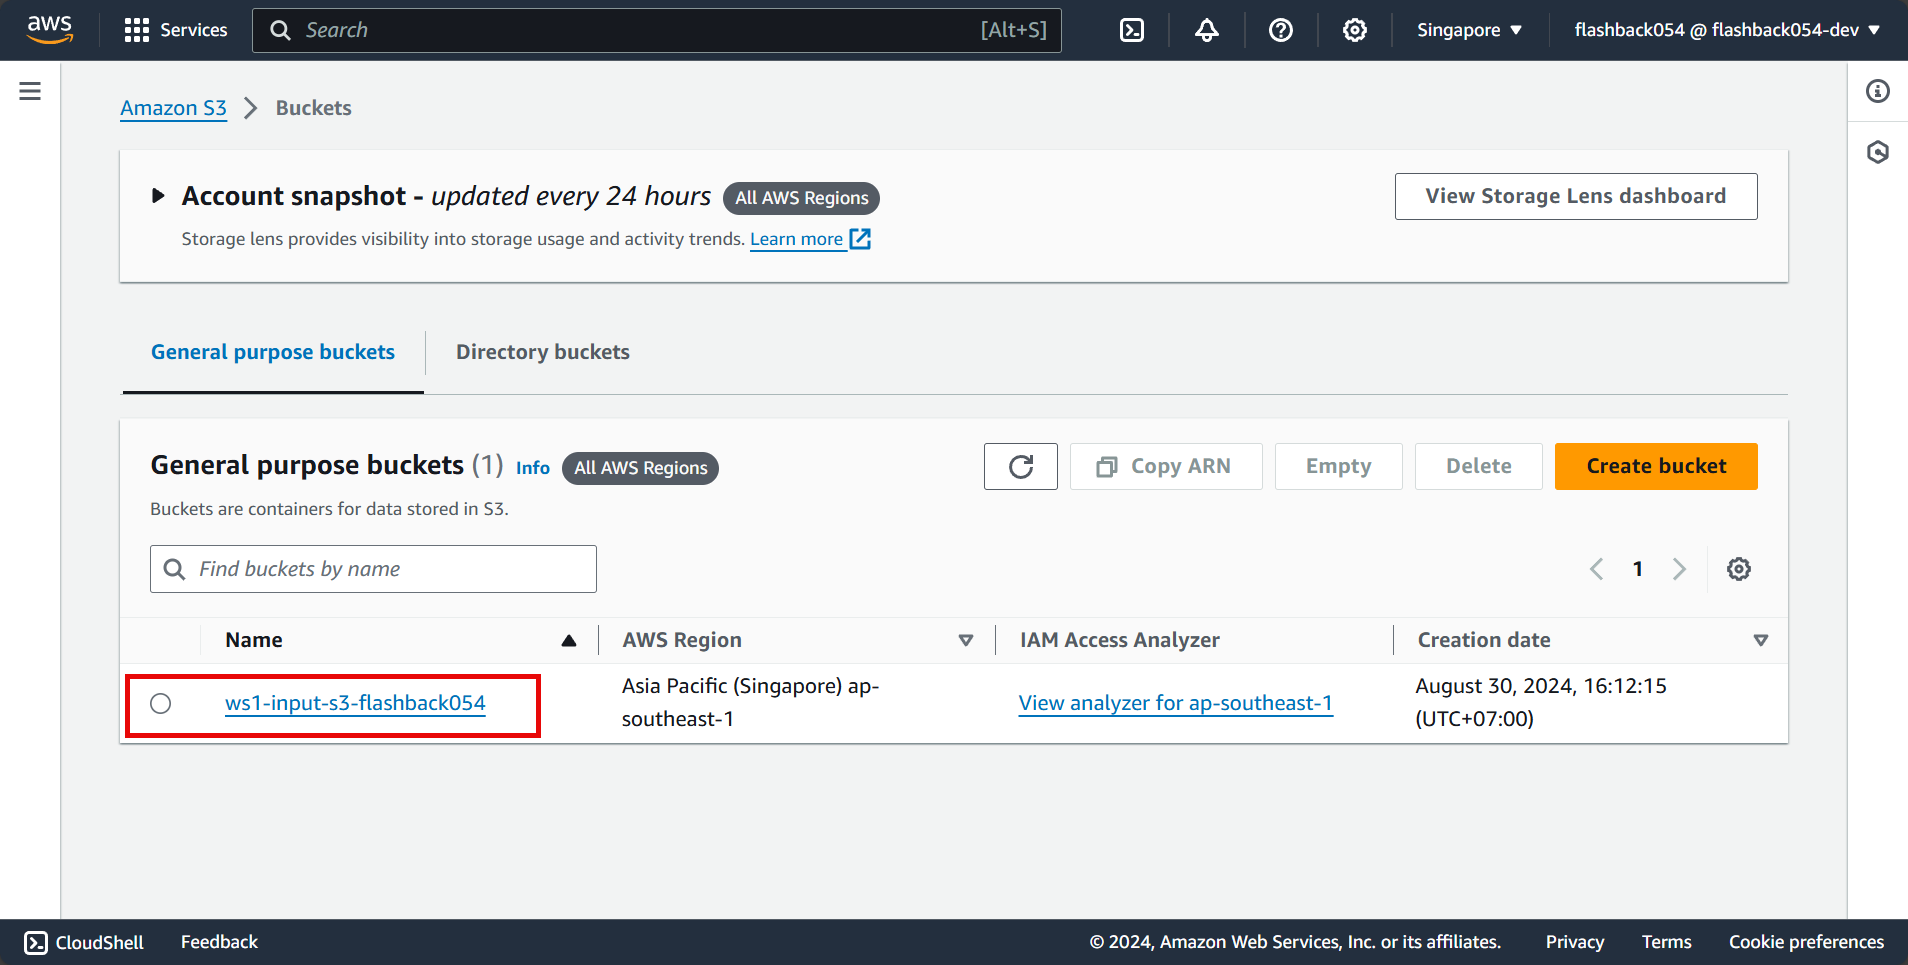 aws Services Search [Alt+S] Singapore flashback054 @ flashback054-dev
Amazon S3 Buckets
Account snapshot - updated every 24 hours All AWS Regions View Storage Lens dashboard
Storage lens provides visibility into storage usage and activity trends. Learn more
General purpose buckets Directory buckets
General purpose buckets (1) Info All AWS Regions Copy ARN Empty Delete Create bucket
Buckets are containers for data stored in S3.
Find buckets by name 1
Name AWS Region IAM Access Analyzer Creation date
ws1-input-s3-flashback054 Asia Pacific (Singapore) ap-
southeast-1 View analyzer for ap-southeast-1 August 30, 2024, 16:12:15
(UTC+07:00)
CloudShell Feedback © 2024, Amazon Web Services, Inc. or its affiliates. Privacy Terms Cookie preferences